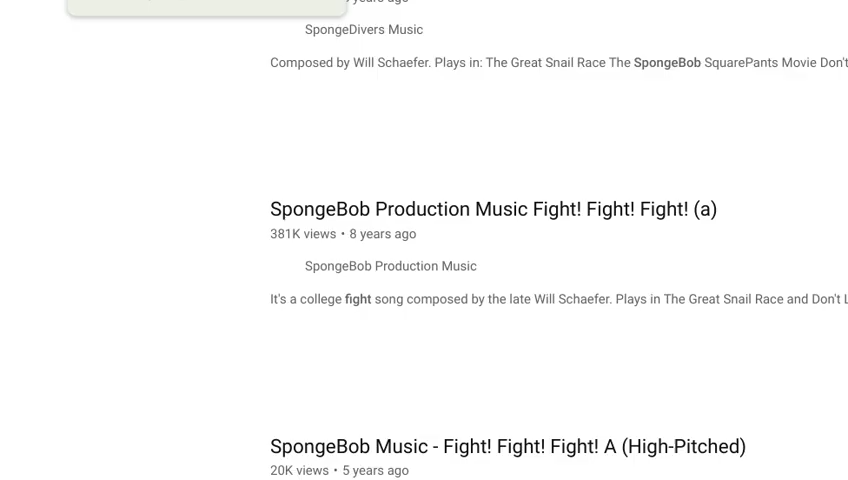 years ago
SpongeDivers Music
Composed by Will Schaefer. Plays in: The Great Snail Race The SpongeBob SquarePants Movie Don't
SpongeBob Production Music Fight! Fight! Fight! (a)
381K views • 8 years ago
SpongeBob Production Music
It's a college fight song composed by the late Will Schaefer. Plays in The Great Snail Race and Don't
SpongeBob Music - Fight! Fight! Fight! A (High-Pitched)
20K views • 5 years ago